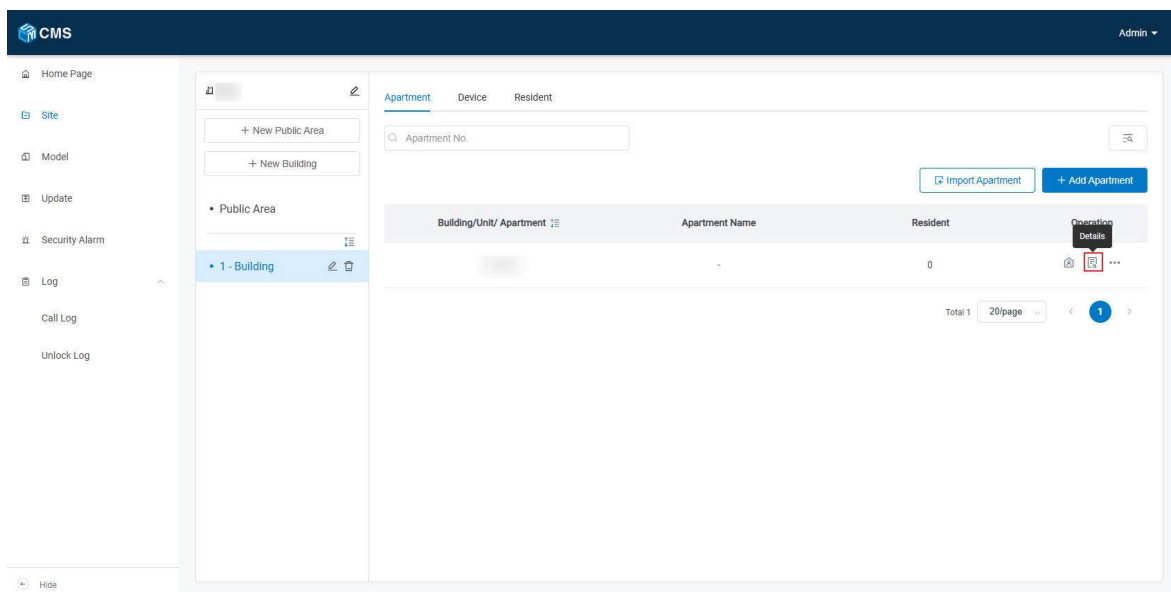 CMS
Admin
Home Page
Site
Model
Update
Security Alarm
Log
Call Log
Unlock Log
Hide
+ New Public Area
+ New Building
• Public Area
• 1 - Building
Apartment Device Resident
Apartment No.
Import Apartment + Add Apartment
Building/Unit/ Apartment Apartment Name Resident Operation
Details
- 0 •••
Total 1 20/page < 1 >